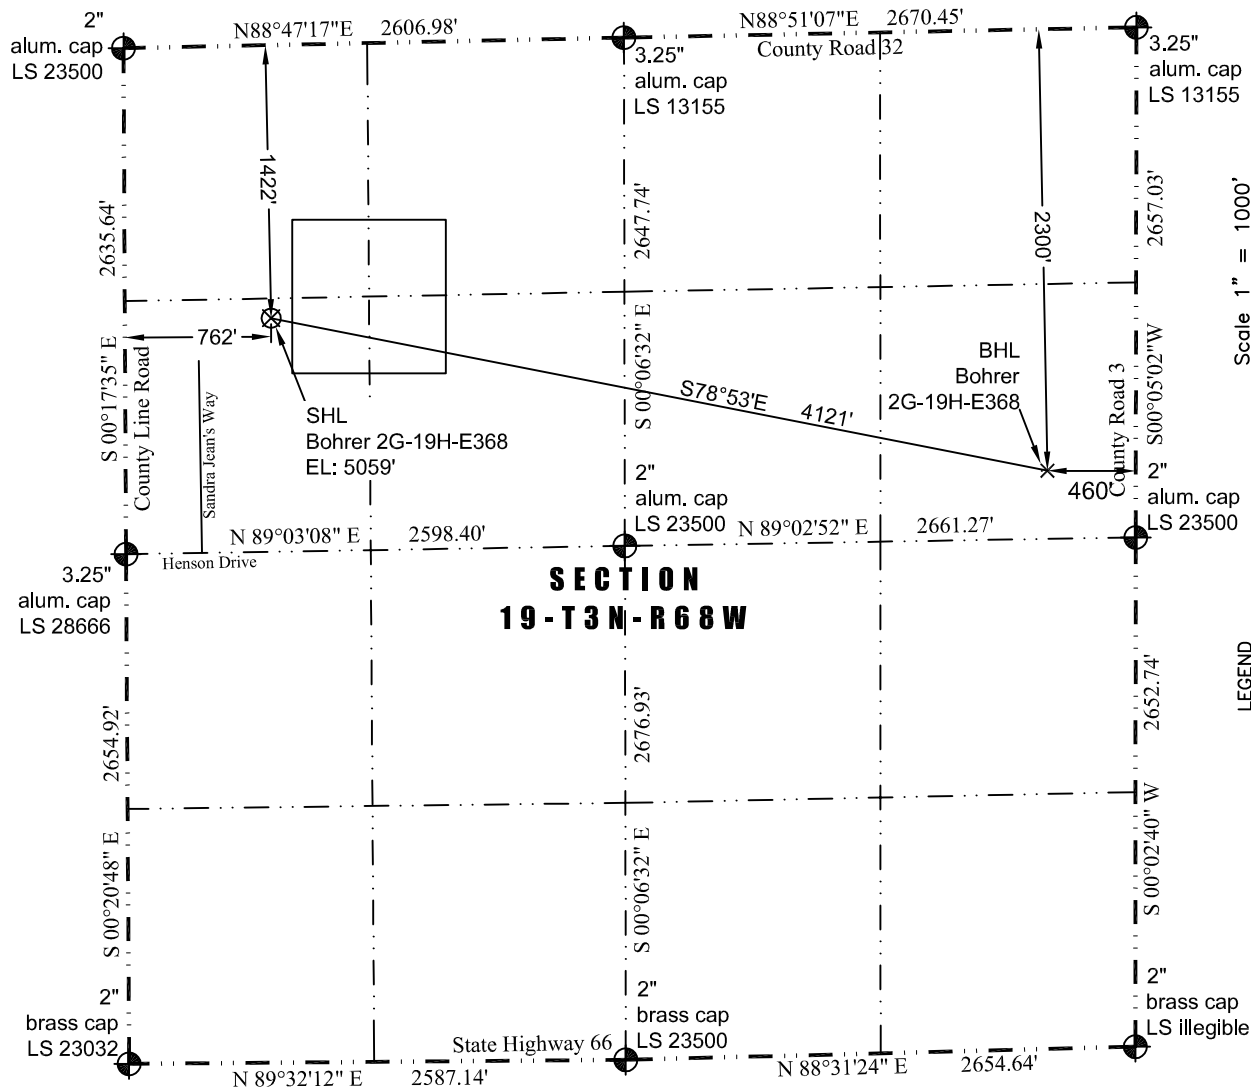 2"
alum. cap
LS 23500
N88°47'17"E 2606.98'
N88°51'07"E 2670.45'
County Road 32
3.25"
alum. cap
LS 13155
3.25"
alum. cap
LS 13155
1422'
2635.64'
2647.74'
2300'
2657.03'
Scale 1" = 1000'
762'
S 00°17'35" E
County Line Road
Sandra Jean's Way
SHL
Bohrer 2G-19H-E368
EL: 5059'
S 00°06'32" E
S78°53'E 4121'
BHL
Bohrer
2G-19H-E368
County Road 3
S00°05'02"W
460'
2"
alum. cap
LS 23500
2"
alum. cap
LS 23500
N 89°03'08" E 2598.40'
N 89°02'52" E 2661.27'
Henson Drive
3.25"
alum. cap
LS 28666
SECTION
19-T3N-R68W
LEGEND
2654.92'
2676.93'
2652.74'
S 00°20'48" E
S 00°06'32" E
S 00°02'40" W
2"
brass cap
LS 23032
2"
brass cap
LS 23500
2"
brass cap
LS illegible
State Highway 66
N 89°32'12" E 2587.14'
N 88°31'24" E 2654.64'